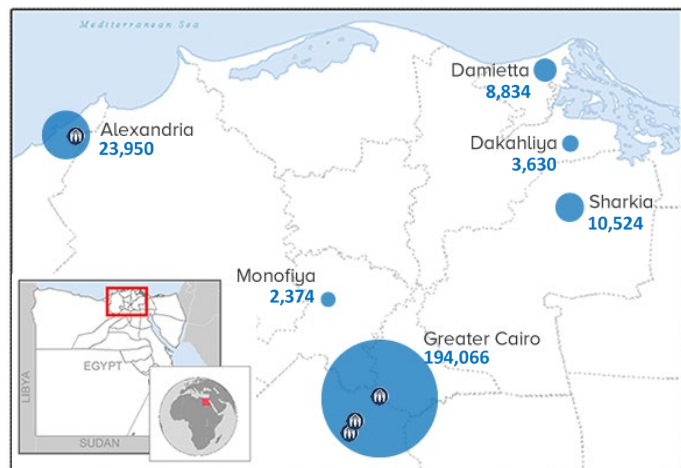 Mediterranean Sea
Damietta
8,834
Alexandria
23,950
Dakahliya
3,630
Sharkia
10,524
Monofiya
2,374
Greater Cairo
194,066
LIBYA
EGYPT
SUDAN